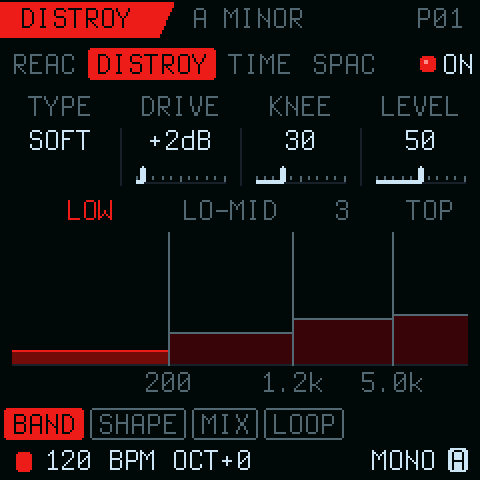 DISTROY A MINOR P01
REAC DISTROY TIME SPAC ON
TYPE DRIVE KNEE LEVEL
SOFT +2dB 30 50
LOW LO-MID 3 TOP
200 1.2k 5.0k
BAND SHAPE MIX LOOP
120 BPM OCT+0 MONO A